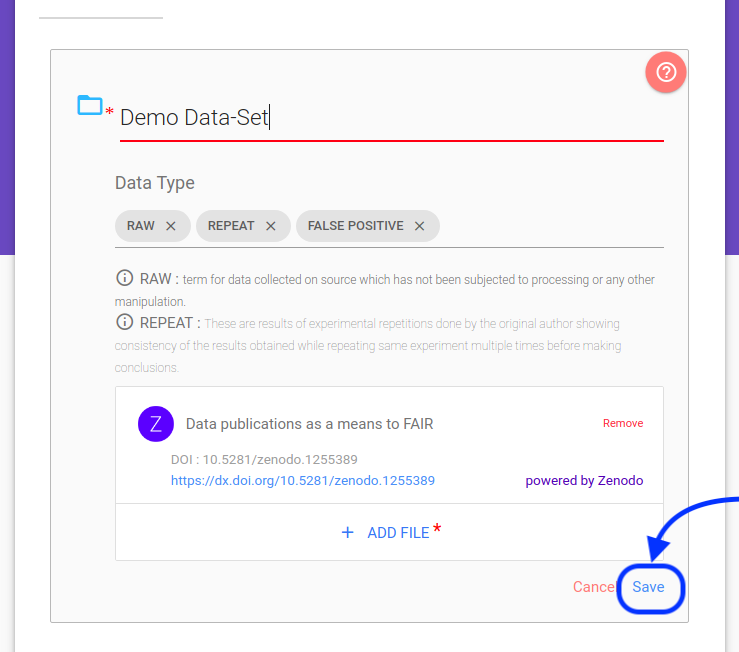 * Demo Data-Set
Data Type
RAW REPEAT FALSE POSITIVE
RAW : term for data collected on source which has not been subjected to processing or any other
manipulation.
REPEAT : These are results of experimental repetitions done by the original author showing
consistency of the results obtained while repeating same experiment multiple times before making
conclusions.
Z Data publications as a means to FAIR Remove
DOI : 10.5281/zenodo.1255389
https://dx.doi.org/10.5281/zenodo.1255389 powered by Zenodo
+ ADD FILE *
Cance Save